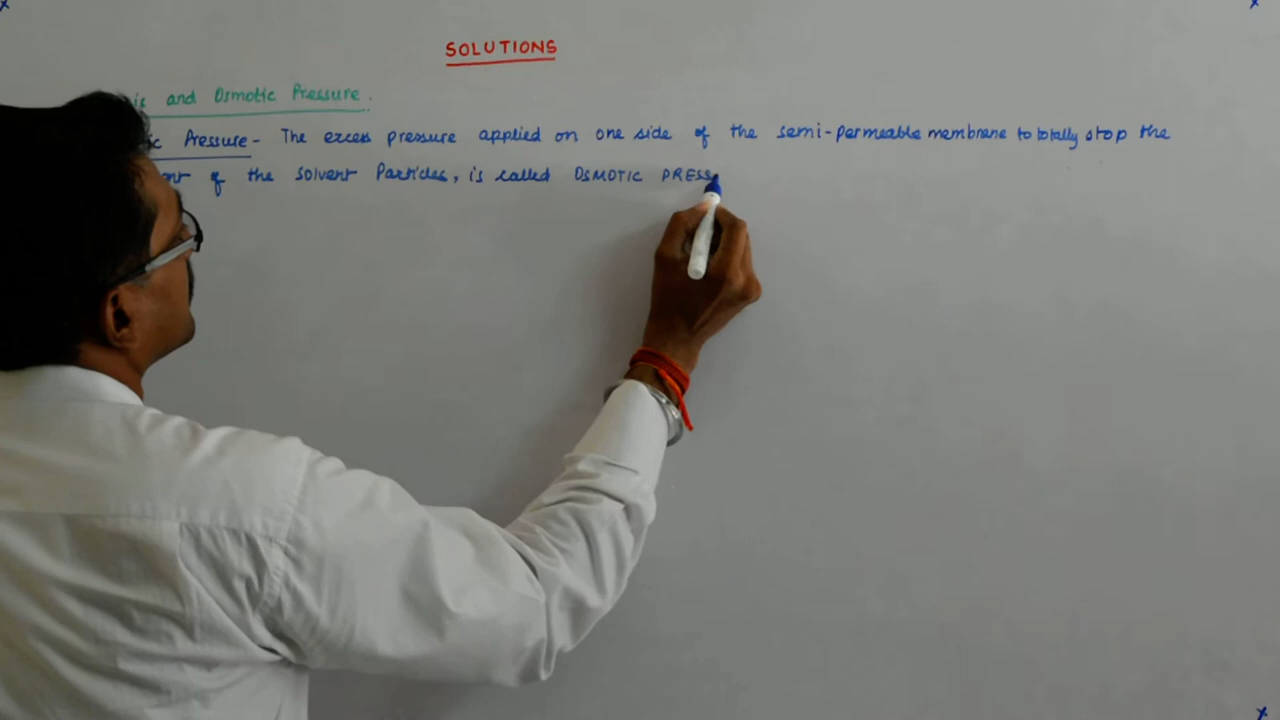 SOLUTIONS
and Osmotic Pressure.
Pressure - The excess pressure applied on one side of the semi-permeable membrane to totally stop the
of the solvent Particles, is called OSMOTIC PRESS